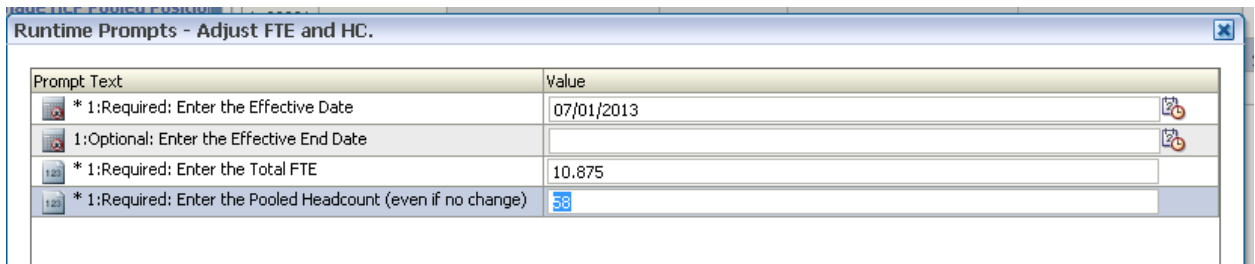 Runtime Prompts - Adjust FTE and HC.
Prompt Text Value
* 1:Required: Enter the Effective Date 07/01/2013
1:Optional: Enter the Effective End Date
* 1:Required: Enter the Total FTE 10.875
* 1:Required: Enter the Pooled Headcount (even if no change) 58